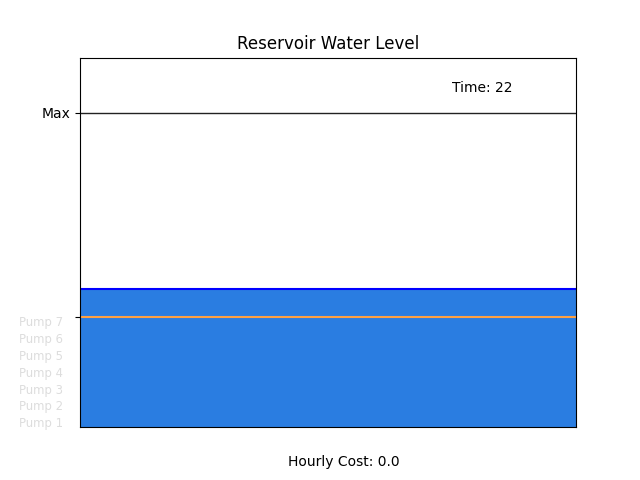 Reservoir Water Level
Time: 22
Max
Pump 7
Pump 6
Pump 5
Pump 4
Pump 3
Pump 2
Pump 1
Hourly Cost: 0.0